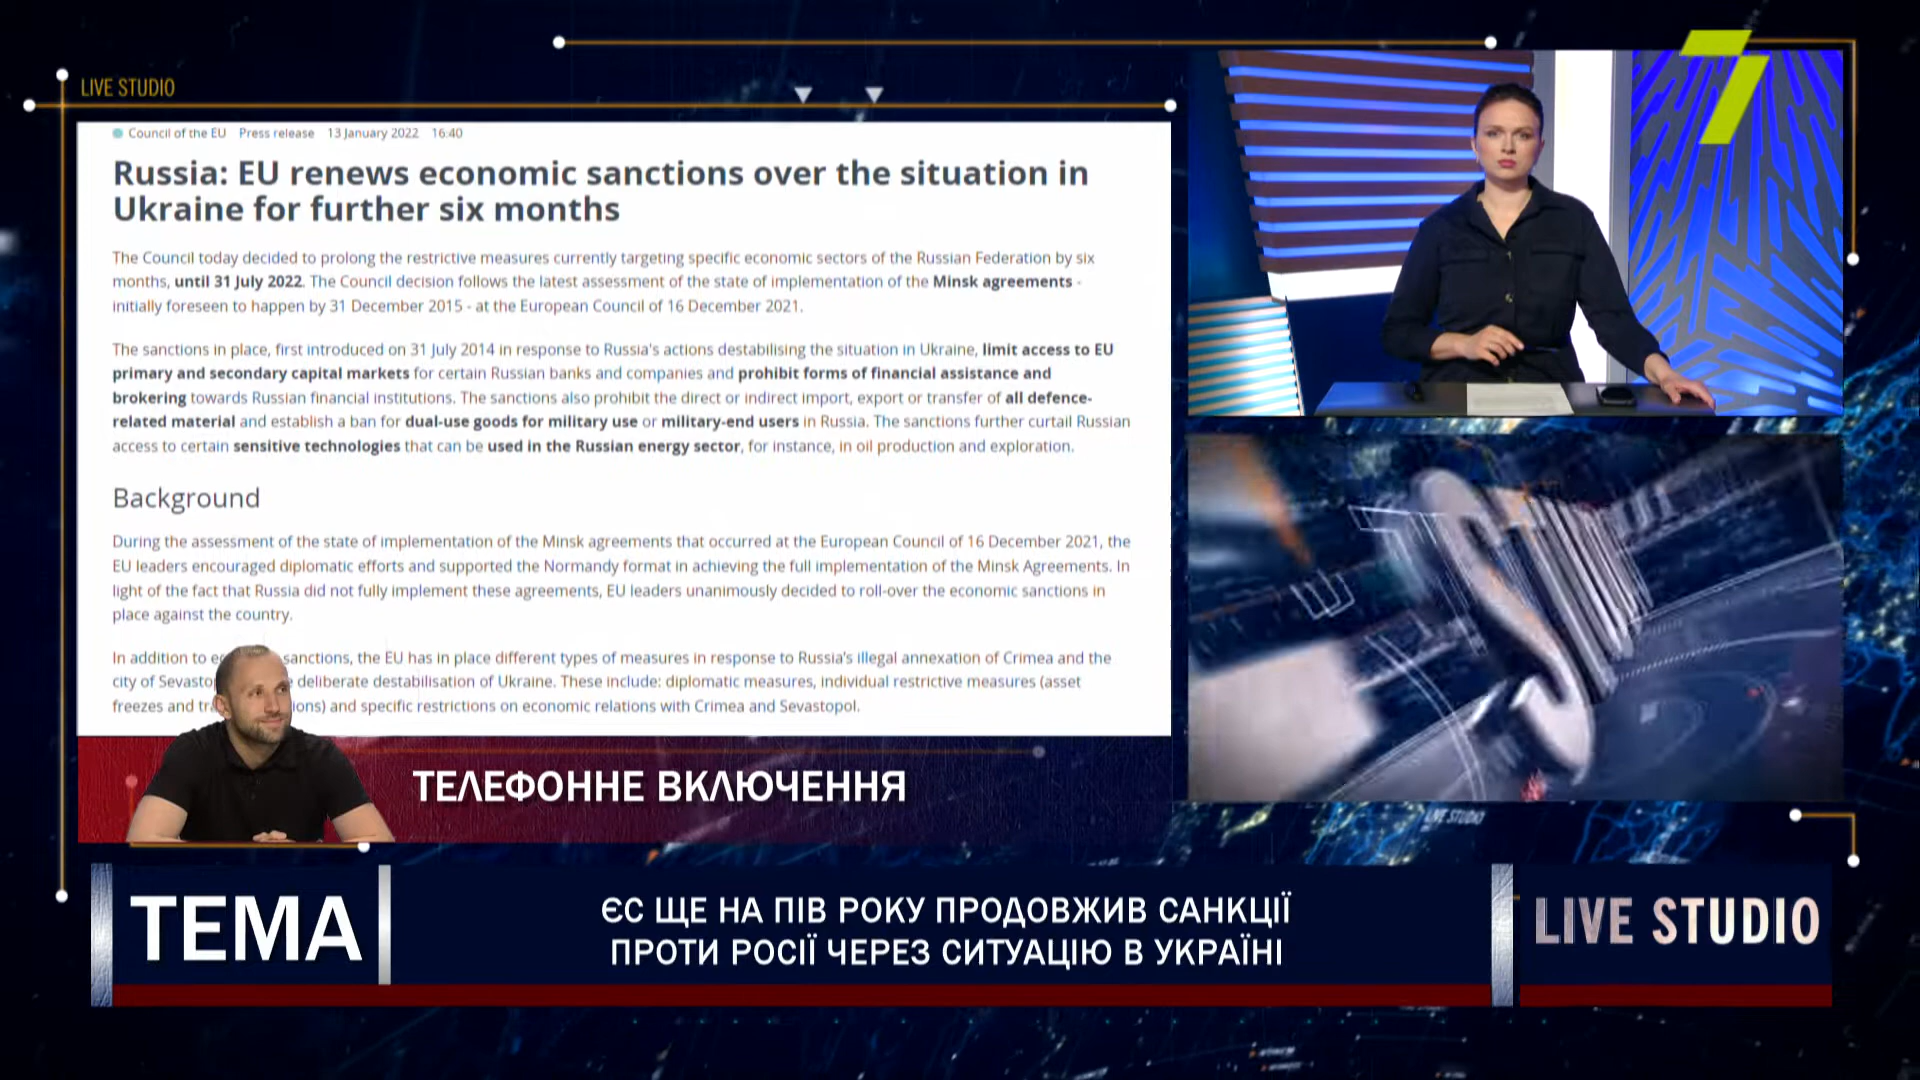 LIVE STUDIO
7
Council of the EU Press release 13 January 2022 16:40
Russia: EU renews economic sanctions over the situation in
Ukraine for further six months
The Council today decided to prolong the restrictive measures currently targeting specific economic sectors of the Russian Federation by six
months, until 31 July 2022. The Council decision follows the latest assessment of the state of implementation of the Minsk agreements -
initially foreseen to happen by 31 December 2015 - at the European Council of 16 December 2021.
The sanctions in place, first introduced on 31 July 2014 in response to Russia's actions destabilising the situation in Ukraine, limit access to EU
primary and secondary capital markets for certain Russian banks and companies and prohibit forms of financial assistance and
brokering towards Russian financial institutions. The sanctions also prohibit the direct or indirect import, export or transfer of all defence-
related material and establish a ban for dual-use goods for military use or military-end users in Russia. The sanctions further curtail Russian
access to certain sensitive technologies that can be used in the Russian energy sector, for instance, in oil production and exploration.
Background
During the assessment of the state of implementation of the Minsk agreements that occurred at the European Council of 16 December 2021, the
EU leaders encouraged diplomatic efforts and supported the Normandy format in achieving the full implementation of the Minsk Agreements. In
light of the fact that Russia did not fully implement these agreements, EU leaders unanimously decided to roll-over the economic sanctions in
place against the country.
In addition to sanctions, the EU has in place different types of measures in response to Russia's illegal annexation of Crimea and the
city of deliberate destabilisation of Ukraine. These include: diplomatic measures, individual restrictive measures (asset
freezes and and specific restrictions on economic relations with Crimea and Sevastopol.
ТЕЛЕФОННЕ ВКЛЮЧЕННЯ
LIVE STUDIO
ТЕМА
ЄС ЩЕ НА ПІВ РОКУ ПРОДОВЖИВ САНКЦІЇ
ПРОТИ РОСІЇ ЧЕРЕЗ СИТУАЦІЮ В УКРАЇНІ
LIVE STUDIO